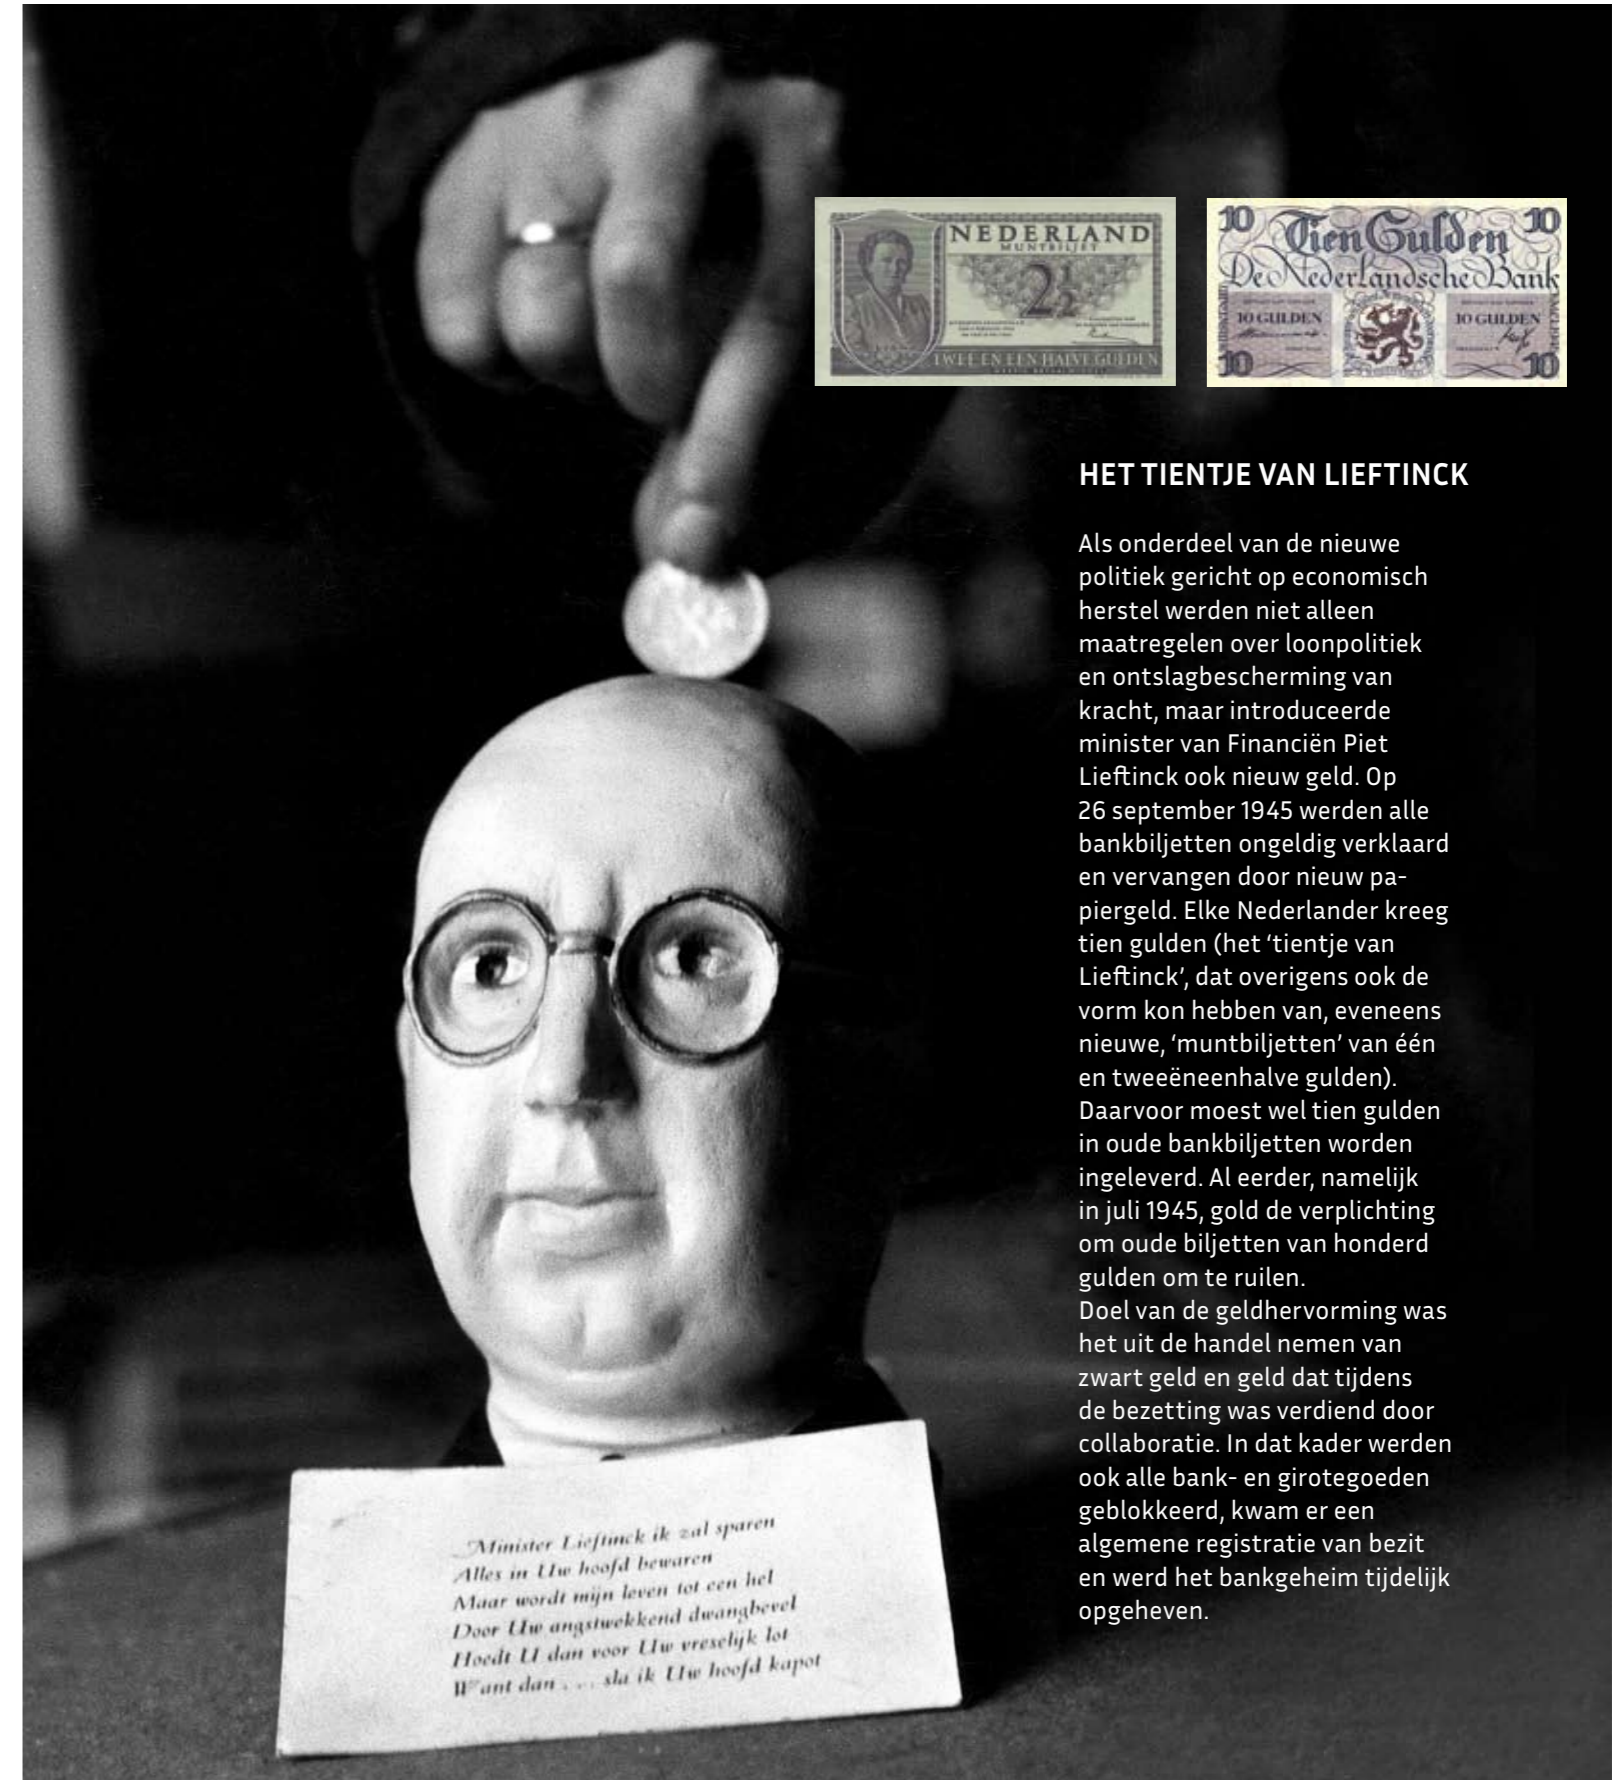 NEDERLAND
MUNTBILJET
2½
TWEE EN EEN HALVE GULDEN
10 Tien Gulden 10
De Nederlandsche Bank
10 GULDEN 10 GULDEN
10 10
HET TIENTJE VAN LIEFTINCK
Als onderdeel van de nieuwe
politiek gericht op economisch
herstel werden niet alleen
maatregelen over loonpolitiek
en ontslagbescherming van
kracht, maar introduceerde
minister van Financiën Piet
Lieftinck ook nieuw geld. Op
26 september 1945 werden alle
bankbiljetten ongeldig verklaard
en vervangen door nieuw pa-
piergeld. Elke Nederlander kreeg
tien gulden (het ‘tientje van
Lieftinck’, dat overigens ook de
vorm kon hebben van, eveneens
nieuwe, ‘muntbiljetten’ van één
en tweeëneenhalve gulden).
Daarvoor moest wel tien gulden
in oude bankbiljetten worden
ingeleverd. Al eerder, namelijk
in juli 1945, gold de verplichting
om oude biljetten van honderd
gulden om te ruilen.
Doel van de geldhervorming was
het uit de handel nemen van
zwart geld en geld dat tijdens
de bezetting was verdiend door
collaboratie. In dat kader werden
ook alle bank- en girotegoeden
geblokkeerd, kwam er een
algemene registratie van bezit
en werd het bankgeheim tijdelijk
opgeheven.
Minister Lieftinck ik zal sparen
Alles in Uw hoofd bewaren
Maar wordt mijn leven tot een hel
Door Uw angstwekkend dwangbevel
Hoedt U dan voor Uw vreselijk lot
Want dan . . . sla ik Uw hoofd kapot